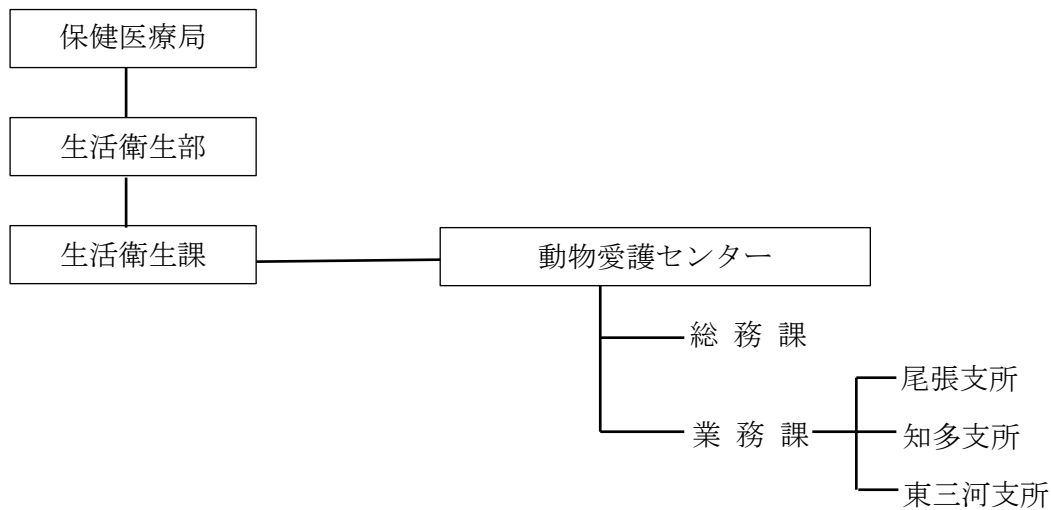 保健医療局
生活衛生部
生活衛生課
動物愛護センター
総 務 課
業 務 課
尾張支所
知多支所
東三河支所